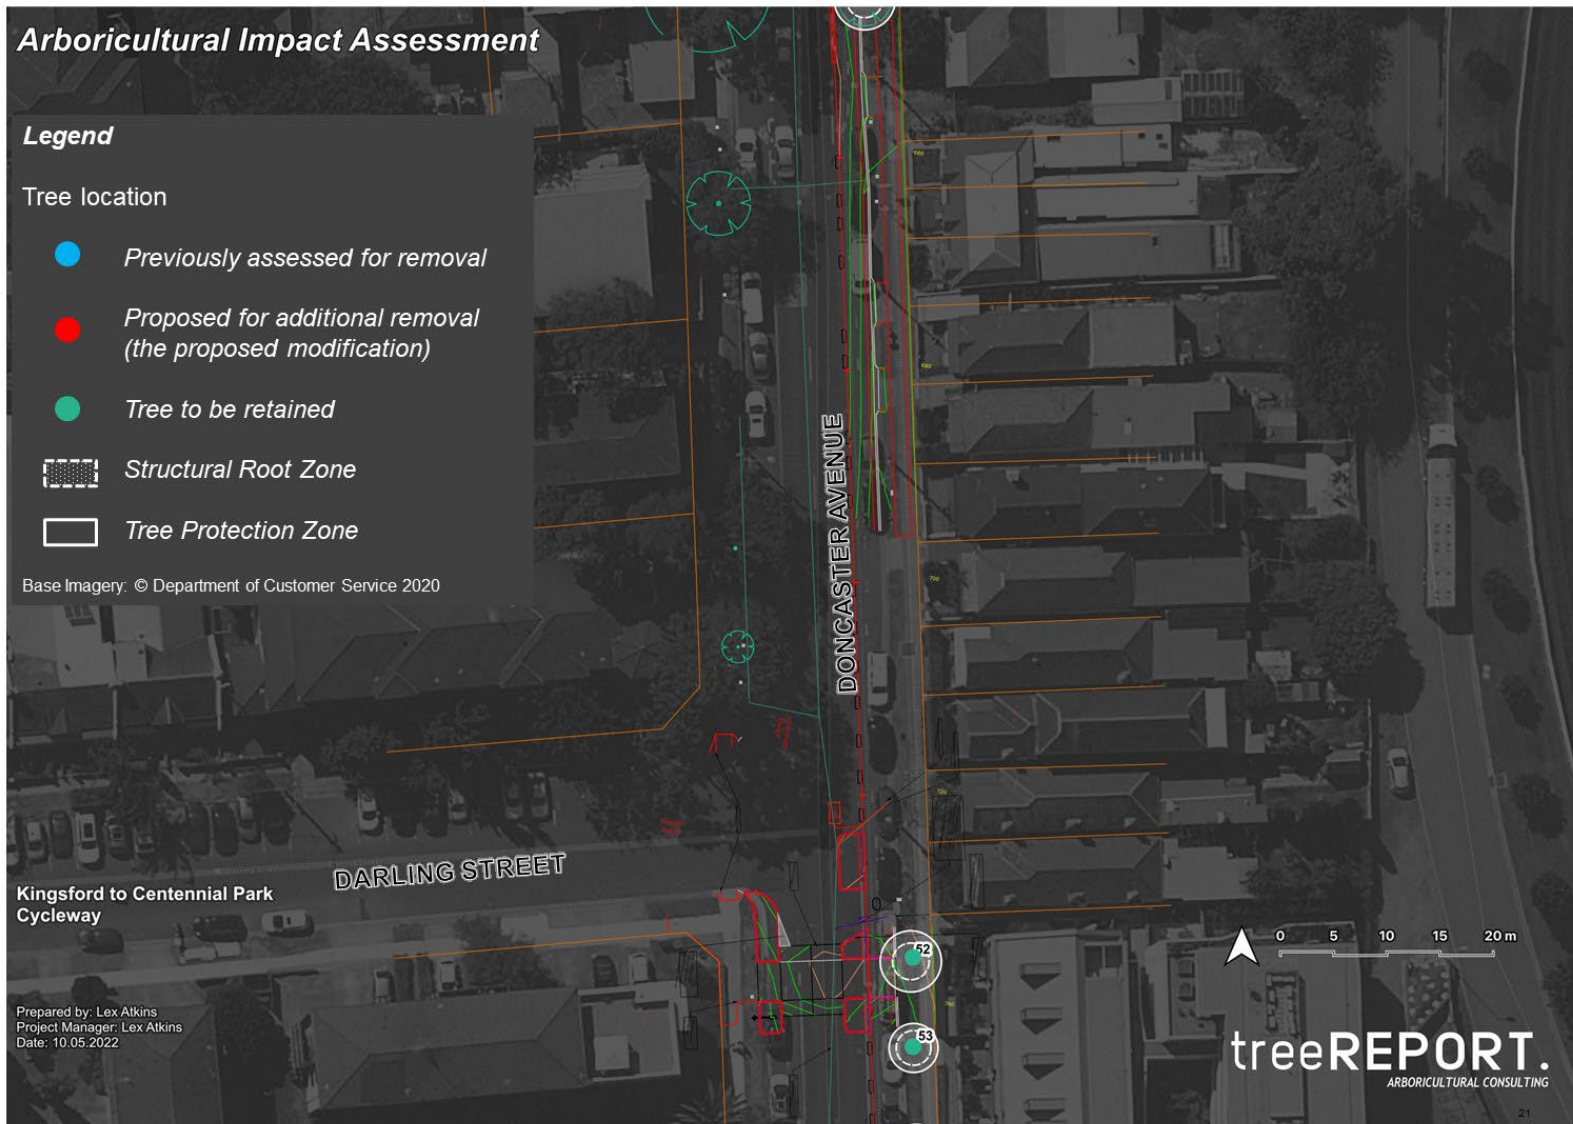 Arboricultural Impact Assessment
Legend
Tree location
Previously assessed for removal
Proposed for additional removal
(the proposed modification)
Tree to be retained
Structural Root Zone
Tree Protection Zone
Base Imagery: © Department of Customer Service 2020
DONCASTER AVENUE
DARLING STREET
Kingsford to Centennial Park
Cycleway
Prepared by: Lex Atkins
Project Manager: Lex Atkins
Date: 10.05.2022
52
53
0 5 10 15 20 m
treeREPORT.
ARBORICULTURAL CONSULTING
21